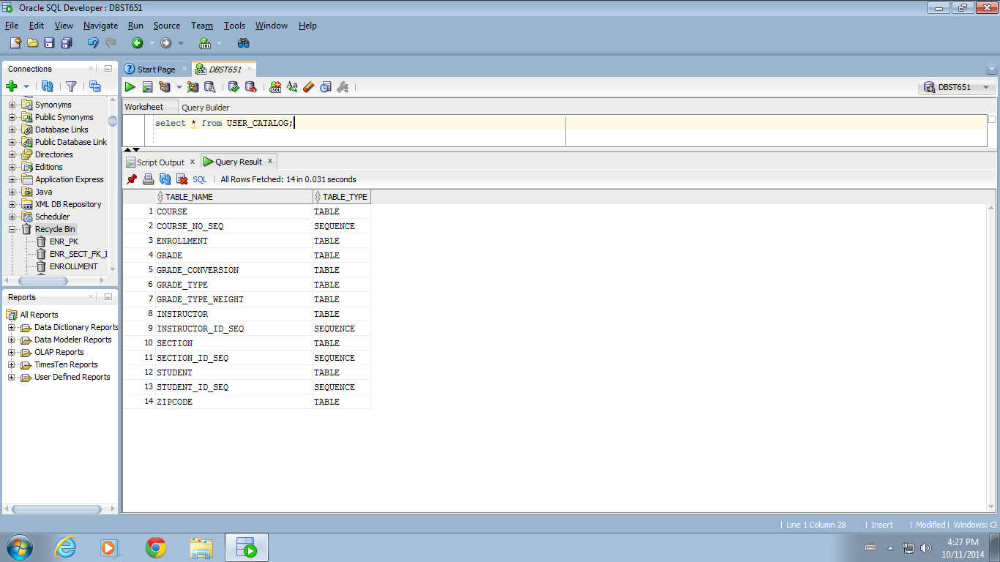 Oracle SQL Developer : DBST651
File Edit View Navigate Run Source Team Tools Window Help
Connections
Synonyms
Public Synonyms
Database Links
Public Database Link
Directories
Editions
Application Express
Java
XML DB Repository
Scheduler
Recycle Bin
ENR_PK
ENR_SECT_FK_I
ENROLLMENT
Reports
All Reports
Data Dictionary Reports
Data Modeler Reports
OLAP Reports
TimesTen Reports
User Defined Reports
Start Page DBST651
DBST651
Worksheet Query Builder
select * from USER_CATALOG;
Script Output Query Result
SQL | All Rows Fetched: 14 in 0.031 seconds
TABLE_NAME TABLE_TYPE
1 COURSE TABLE
2 COURSE_NO_SEQ SEQUENCE
3 ENROLLMENT TABLE
4 GRADE TABLE
5 GRADE_CONVERSION TABLE
6 GRADE_TYPE TABLE
7 GRADE_TYPE_WEIGHT TABLE
8 INSTRUCTOR TABLE
9 INSTRUCTOR_ID_SEQ SEQUENCE
10 SECTION TABLE
11 SECTION_ID_SEQ SEQUENCE
12 STUDENT TABLE
13 STUDENT_ID_SEQ SEQUENCE
14 ZIPCODE TABLE
| Line 1 Column 28 | Insert | Modified | Windows: CF
4:27 PM
10/11/2014